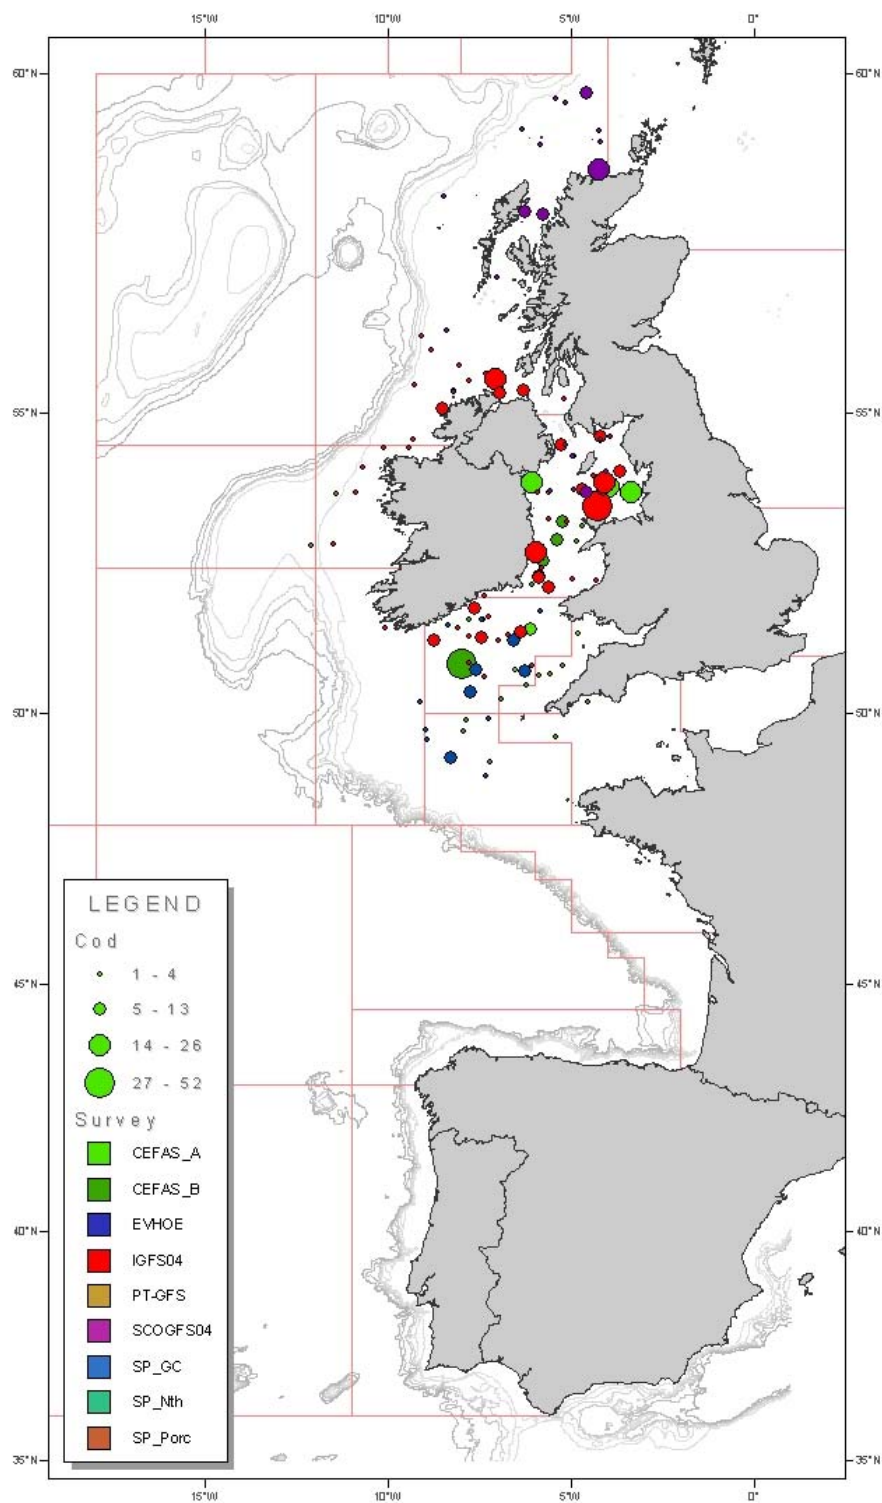 15°W 10°W 5°W 0°
60°N 60°N
55°N 55°N
50°N 50°N
LEGEND
Cod
45°N 45°N
1 - 4
5 - 13
14 - 26
27 - 52
Survey
CEFAS_A
CEFAS_B
EVHOE
40°N 40°N
IGFS04
PT-GFS
SCOGFS04
SP_GC
SP_Nth
SP_Porc
35°N 35°N
15°W 10°W 5°W 0°